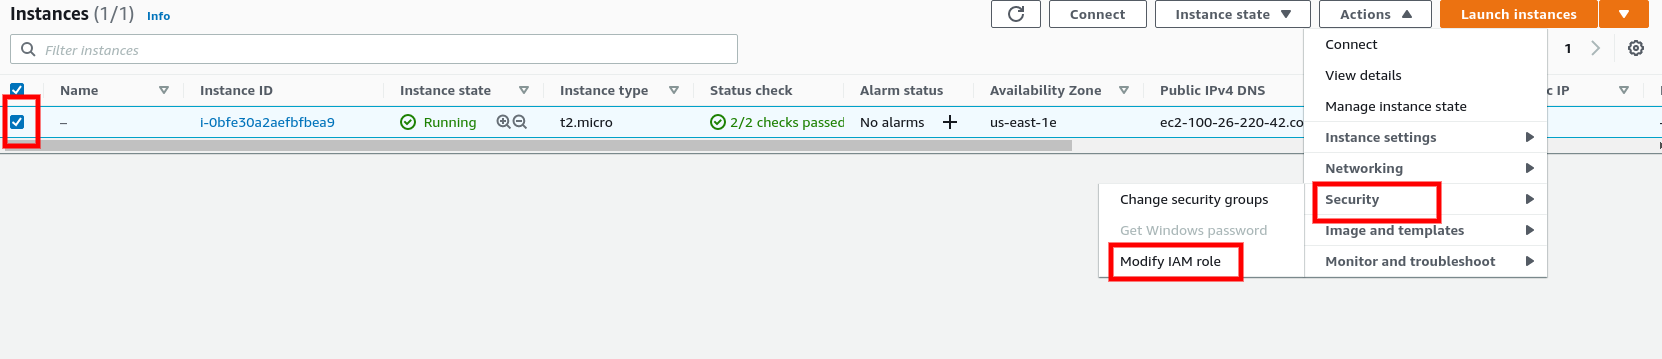 Instances (1/1) Info
Connect
Instance state
Actions
Launch instances
Filter instances
1
Name
Instance ID
Instance state
Instance type
Status check
Alarm status
Availability Zone
Public IPv4 DNS
c IP
–
i-0bfe30a2aefbfbea9
Running
t2.micro
2/2 checks passed
No alarms
us-east-1e
ec2-100-26-220-42.co
Connect
View details
Manage instance state
Instance settings
Networking
Security
Image and templates
Monitor and troubleshoot
Change security groups
Get Windows password
Modify IAM role